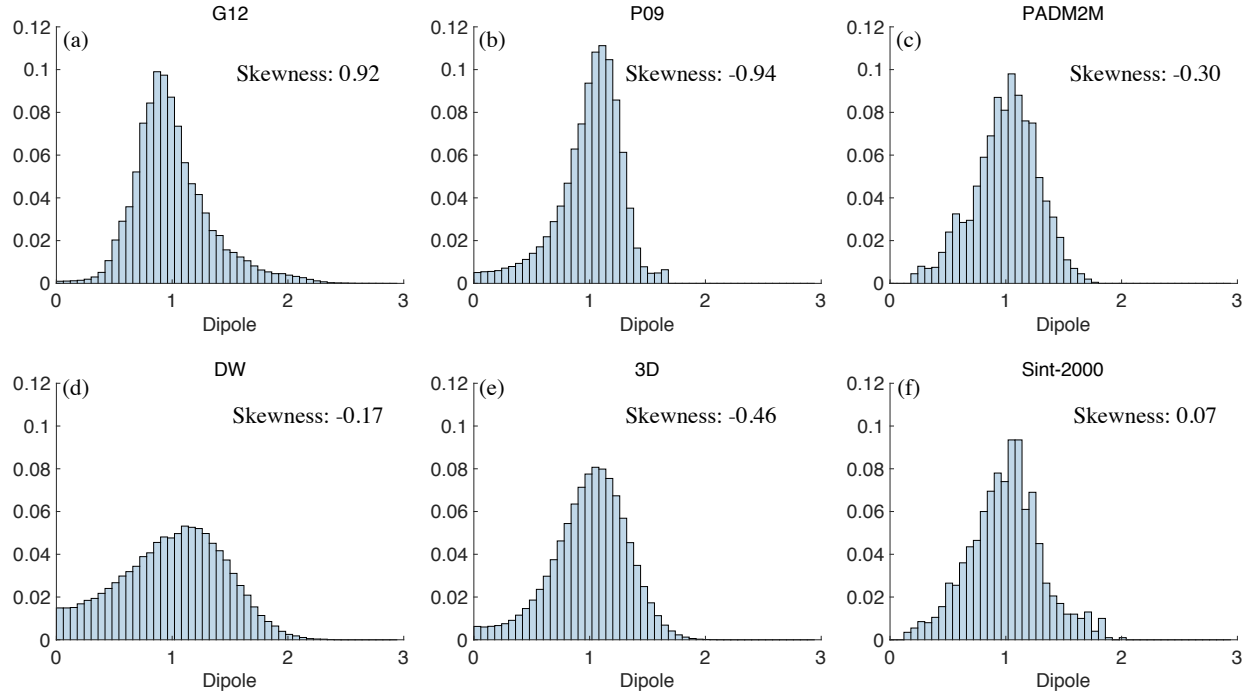 G12
(a)
Skewness: 0.92
0.12
0.1
0.08
0.06
0.04
0.02
0
0 1 2 3
Dipole
P09
(b)
Skewness: -0.94
0.12
0.1
0.08
0.06
0.04
0.02
0
0 1 2 3
Dipole
PADM2M
(c)
Skewness: -0.30
0.12
0.1
0.08
0.06
0.04
0.02
0
0 1 2 3
Dipole
DW
(d)
Skewness: -0.17
0.12
0.1
0.08
0.06
0.04
0.02
0
0 1 2 3
Dipole
3D
(e)
Skewness: -0.46
0.12
0.1
0.08
0.06
0.04
0.02
0
0 1 2 3
Dipole
Sint-2000
(f)
Skewness: 0.07
0.12
0.1
0.08
0.06
0.04
0.02
0
0 1 2 3
Dipole